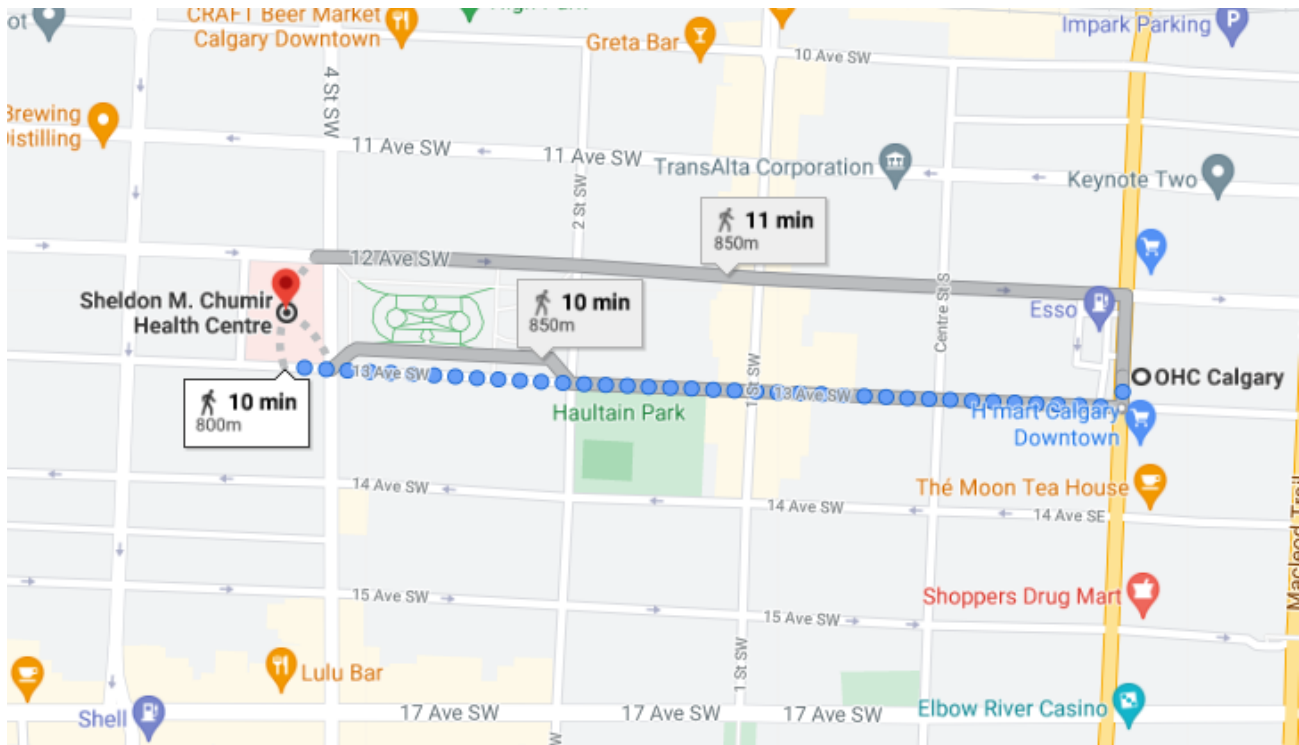 ot
CRAFT Beer Market
Calgary Downtown
Greta Bar
Impark Parking
10 Ave SW
4 St SW
Brewing
Distilling
11 Ave SW
11 Ave SW
TransAlta Corporation
Keynote Two
2 St SW
11 min
850m
12 Ave SW
Sheldon M. Chumir
Health Centre
10 min
850m
Centre St S
Esso
OHC Calgary
13 Ave SW
1 St SW
13 Ave SW
10 min
800m
Haultain Park
H mart Calgary
Downtown
14 Ave SW
14 Ave SW
14 Ave SE
Thé Moon Tea House
Macleod Trail
15 Ave SW
15 Ave SW
Shoppers Drug Mart
1 St SW
Lulu Bar
Shell
17 Ave SW
17 Ave SW
17 Ave SW
Elbow River Casino
P